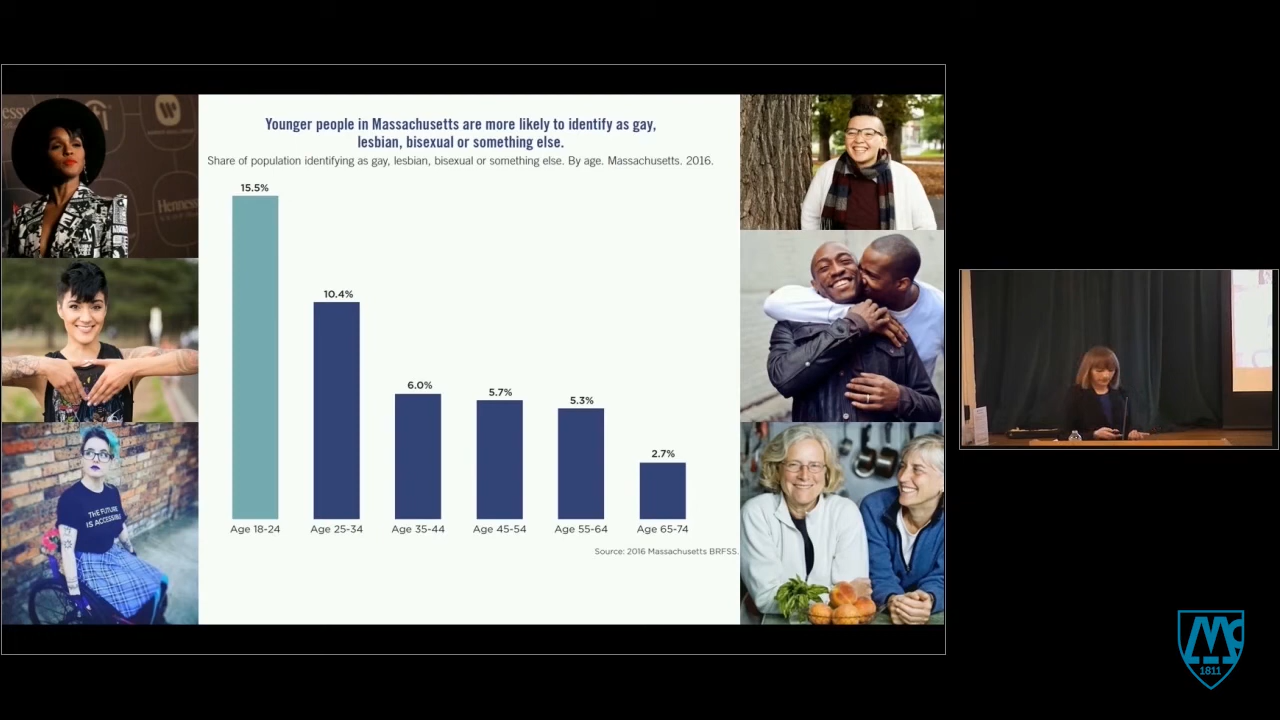 Younger people in Massachusetts are more likely to identify as gay,
lesbian, bisexual or something else.
Share of population identifying as gay, lesbian, bisexual or something else. By age. Massachusetts. 2016.
15.5%
10.4%
6.0%
5.7%
5.3%
2.7%
Age 18-24
Age 25-34
Age 35-44
Age 45-54
Age 55-64
Age 65-74
Source: 2016 Massachusetts BRFSS.
THE FUTURE
IS ACCESSIBLE
Hennessy
1811